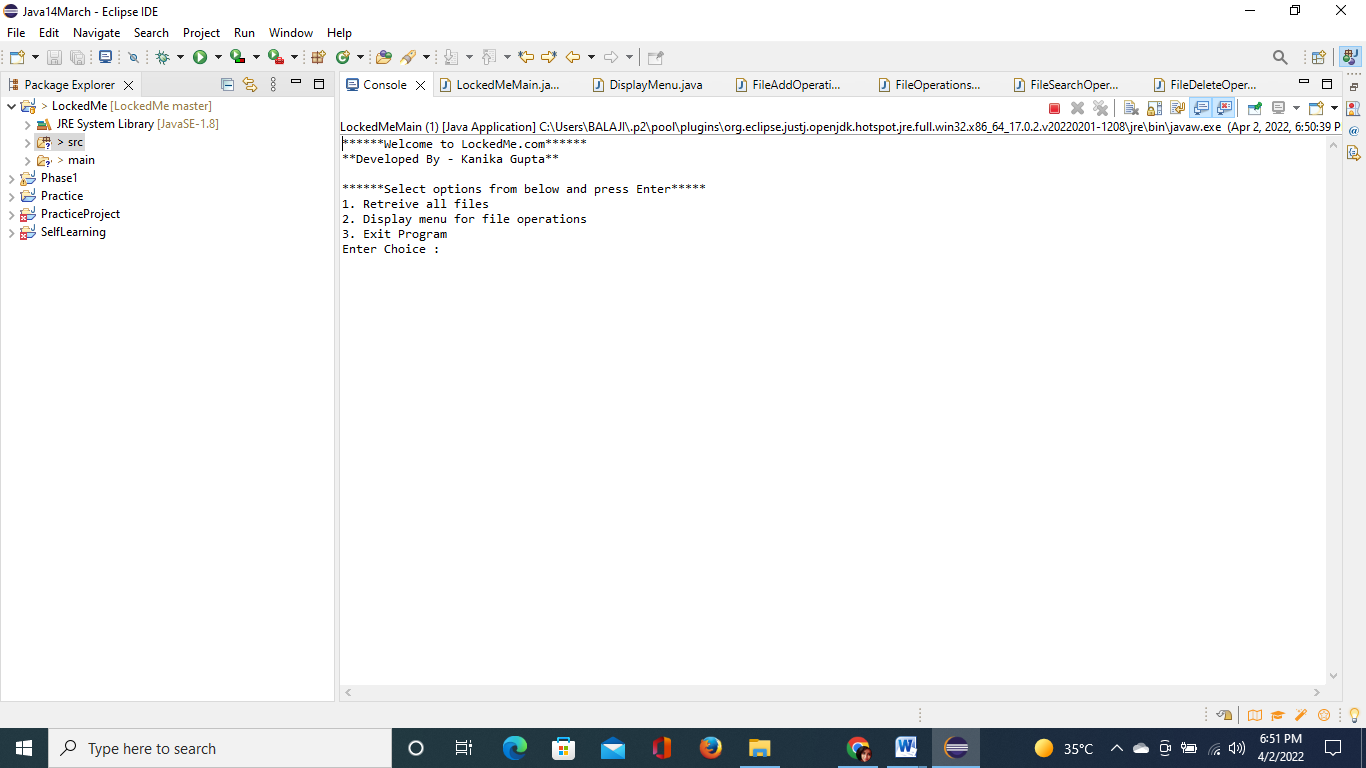 Java14March - Eclipse IDE
File Edit Navigate Search Project Run Window Help
Package Explorer
> LockedMe [LockedMe master]
JRE System Library [JavaSE-1.8]
> src
> main
Phase1
Practice
PracticeProject
SelfLearning
Console LockedMeMain.ja... DisplayMenu.java FileAddOperati... FileOperations... FileSearchOper... FileDeleteOper...
LockedMeMain (1) [Java Application] C:\Users\BALAJI\.p2\pool\plugins\org.eclipse.justj.openjdk.hotspot.jre.full.win32.x86_64_17.0.2.v20220201-1208\jre\bin\javaw.exe (Apr 2, 2022, 6:50:39 P
******Welcome to LockedMe.com******
**Developed By - Kanika Gupta**
******Select options from below and press Enter*****
1. Retreive all files
2. Display menu for file operations
3. Exit Program
Enter Choice :
Type here to search
35°C
6:51 PM
4/2/2022